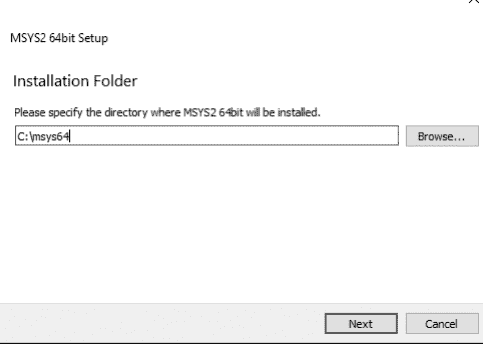 MSYS2 64bit Setup
Installation Folder
Please specify the directory where MSYS2 64bit will be installed.
C:\msys64
Browse...
Next
Cancel